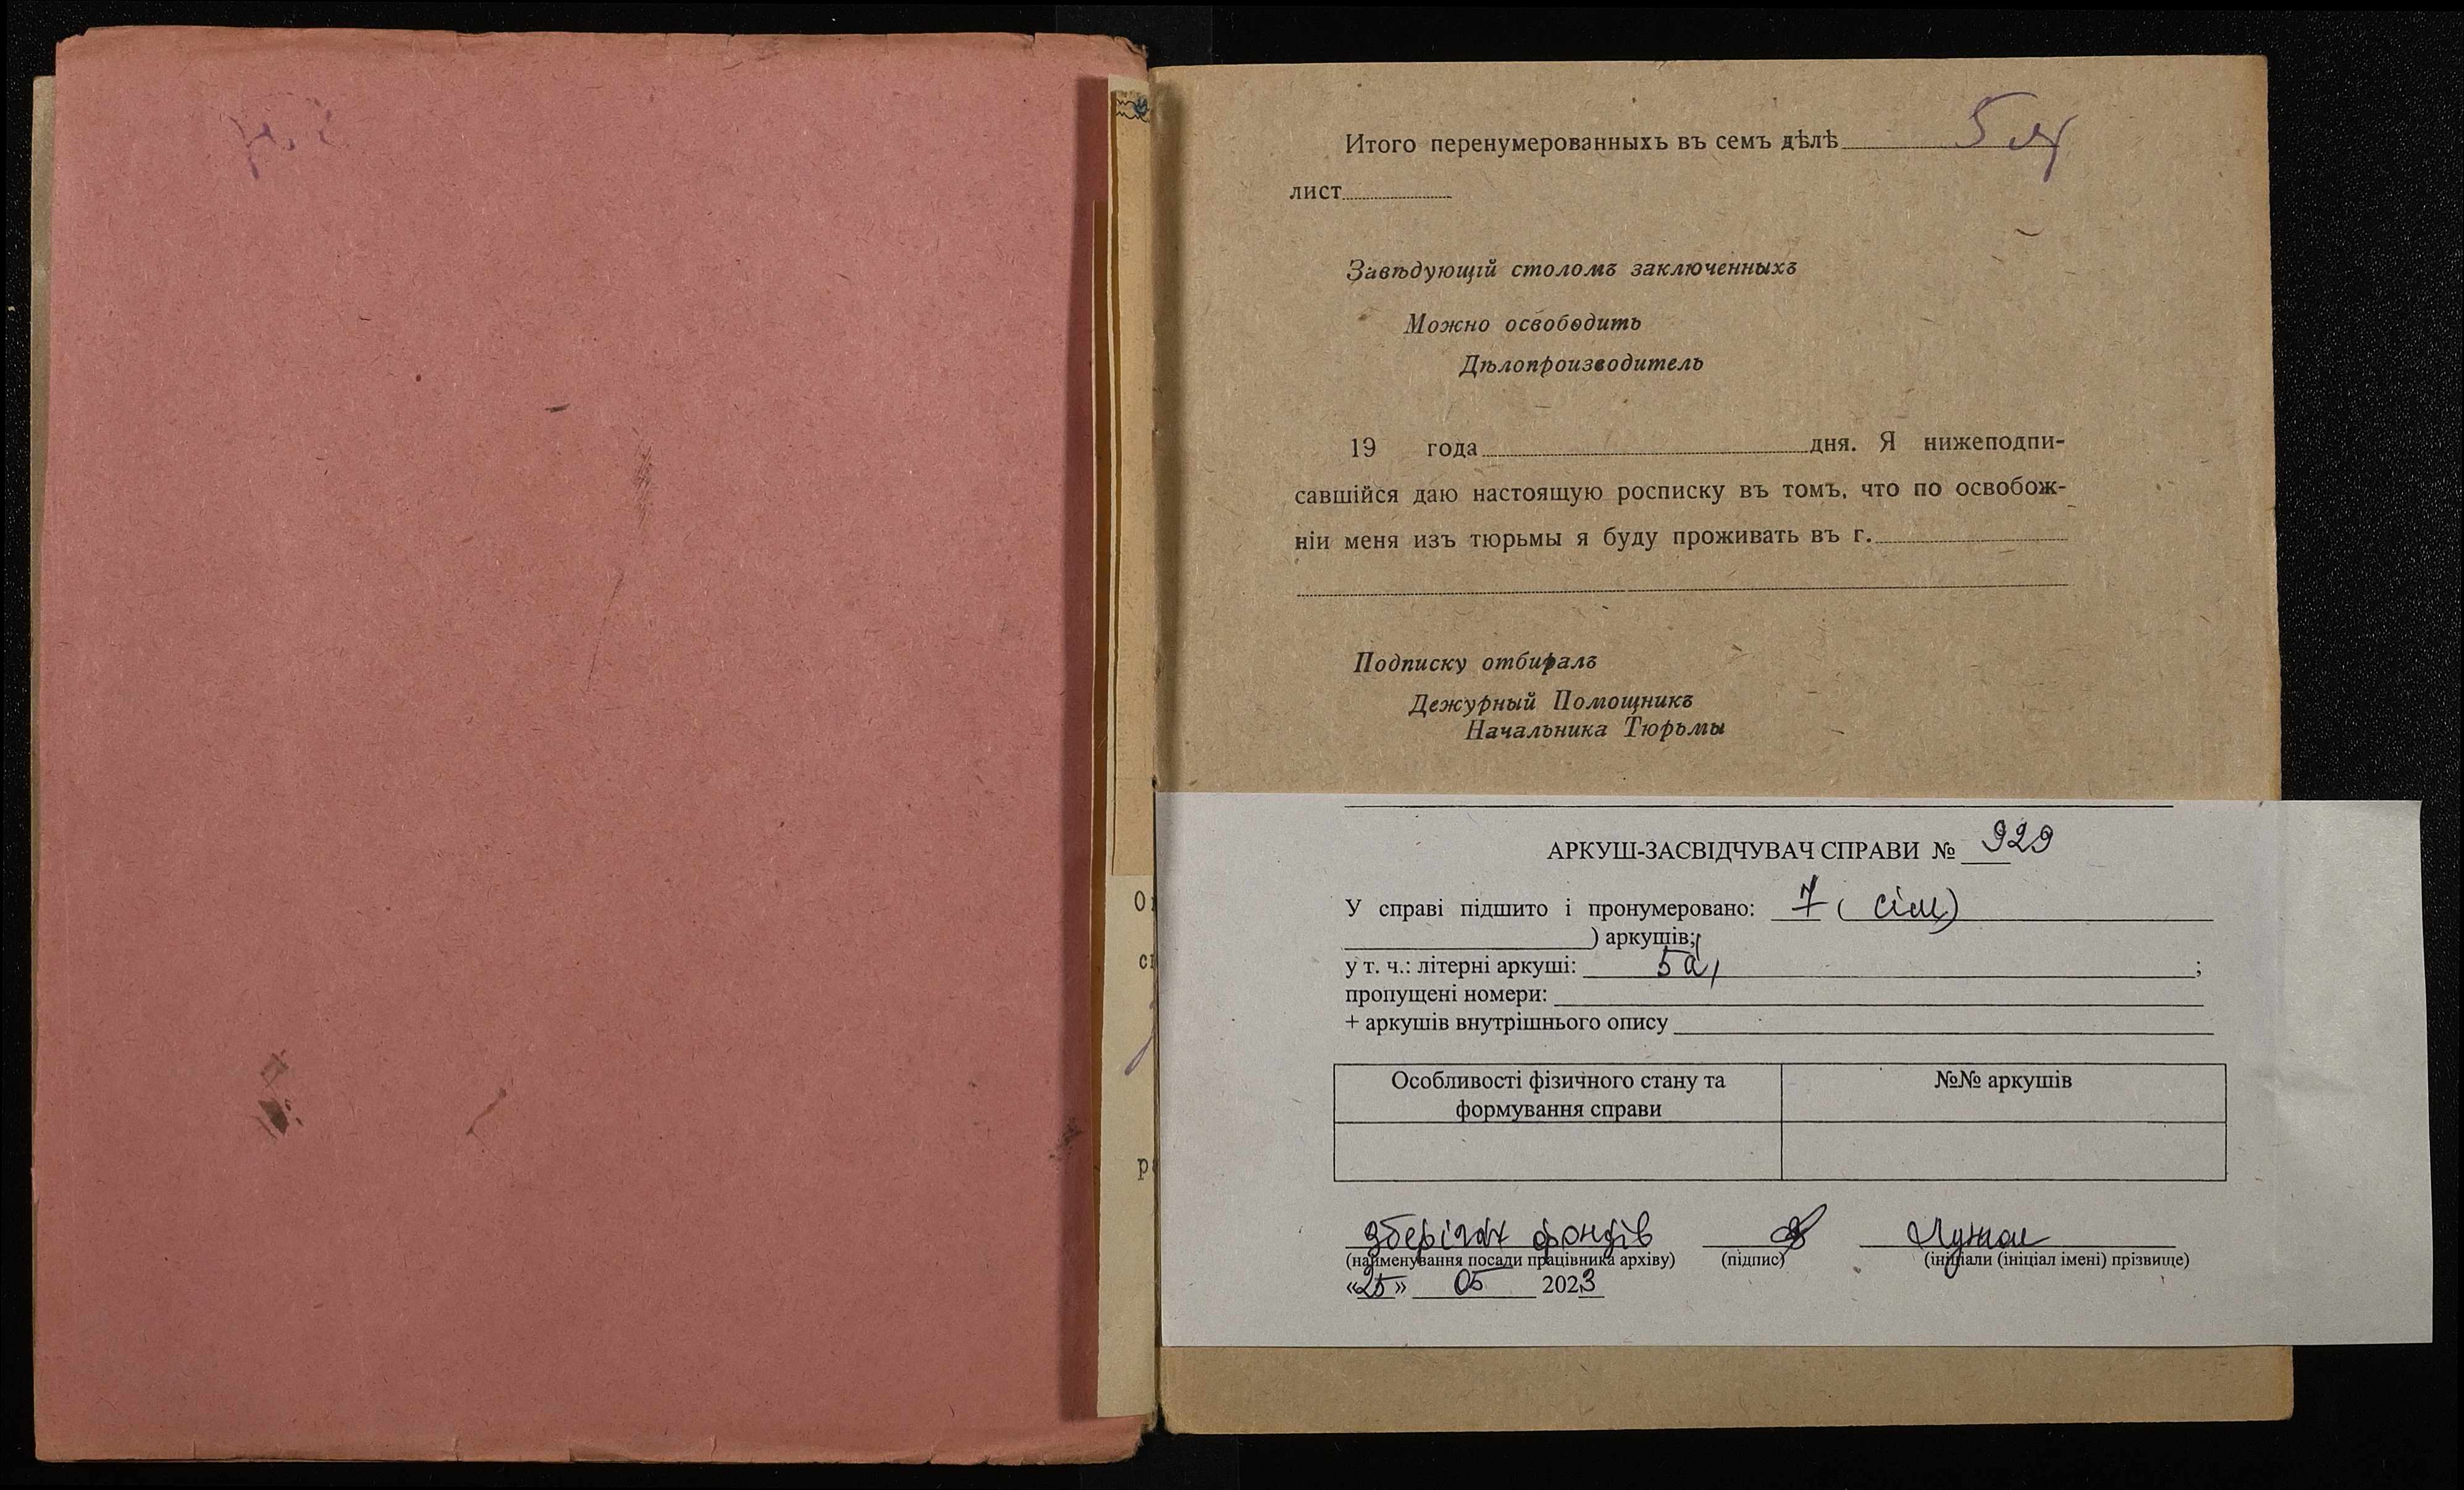 Итого перенумерованныхъ въ семъ дѣлѣ 5
лист
Завѣдующій столомъ заключенныхъ
Можно освободить
Дѣлопроизводитель
19 года дня. Я нижеподпи-
савшійся даю настоящую росписку въ томъ, что по освобож-
ніи меня изъ тюрьмы я буду проживать въ г.
Подписку отбиралъ
Дежурный Помощникъ
Начальника Тюрьмы
АРКУШ-ЗАСВІДЧУВАЧ СПРАВИ № 929
У справі підшито і пронумеровано: 7 ( сім)
) аркушів;
у т. ч.: літерні аркуші: 5а, ;
пропущені номери:
+ аркушів внутрішнього опису
Особливості фізичного стану та
формування справи
№№ аркушів
зберігач фондів
(найменування посади працівника архіву) (підпис) (ініціали (ініціал імені) прізвище)
«25» 05 2023